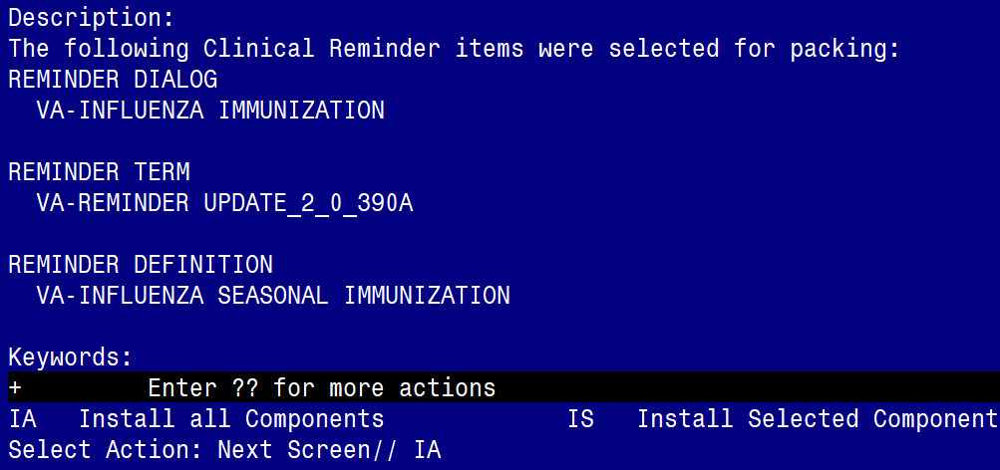 Description:
The following Clinical Reminder items were selected for packing:
REMINDER DIALOG
VA-INFLUENZA IMMUNIZATION
REMINDER TERM
VA-REMINDER UPDATE_2_0_390A
REMINDER DEFINITION
VA-INFLUENZA SEASONAL IMMUNIZATION
Keywords:
+ Enter ?? for more actions
IA Install all Components IS Install Selected Component
Select Action: Next Screen// IA